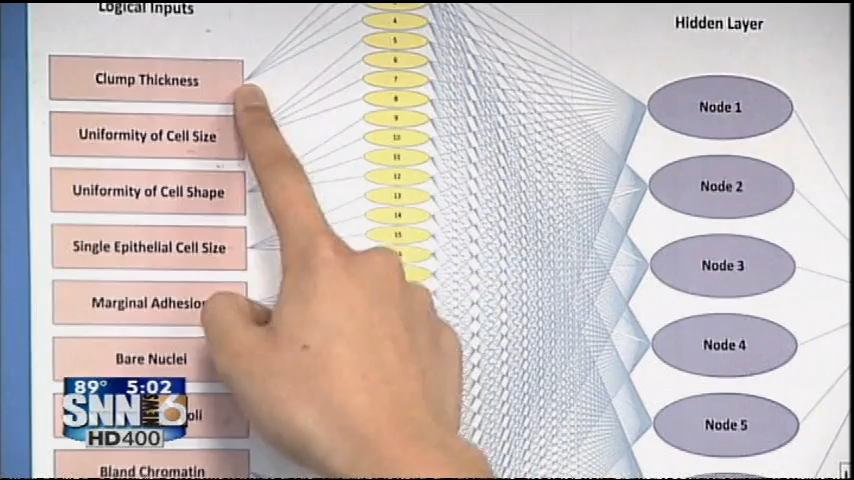 Logical Inputs
Hidden Layer
Clump Thickness
Uniformity of Cell Size
Uniformity of Cell Shape
Single Epithelial Cell Size
Marginal Adhesion
Bare Nuclei
oli
Bland Chromatin
4
5
6
7
8
9
10
11
12
13
14
15
Node 1
Node 2
Node 3
Node 4
Node 5
89° 5:02
SNN NEWS 6
HD400